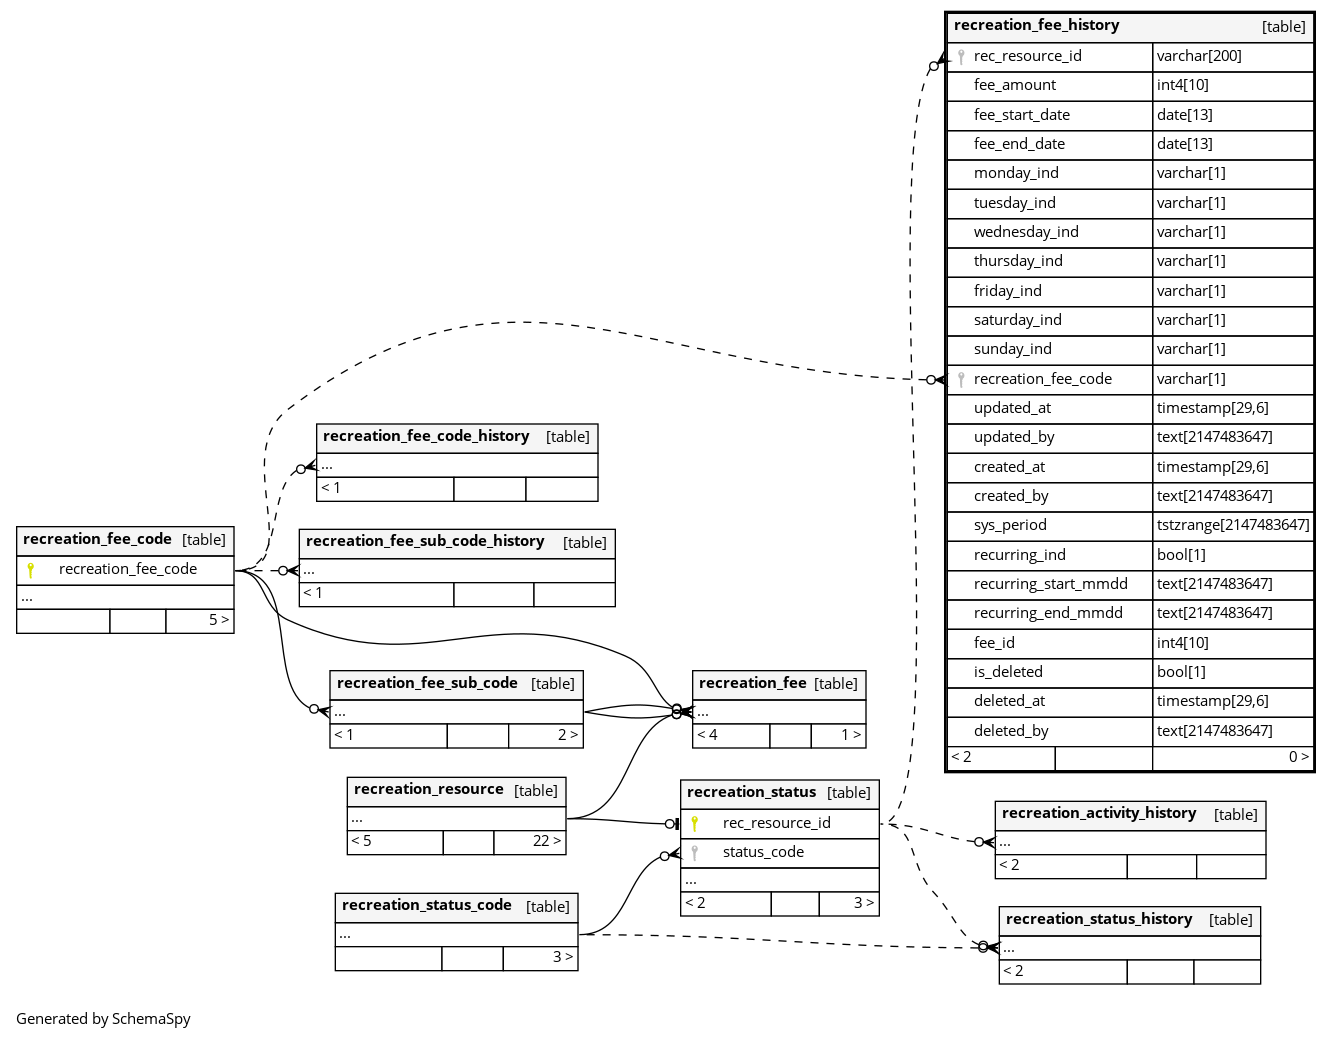 recreation_fee_history [table]
rec_resource_id varchar[200]
fee_amount int4[10]
fee_start_date date[13]
fee_end_date date[13]
monday_ind varchar[1]
tuesday_ind varchar[1]
wednesday_ind varchar[1]
thursday_ind varchar[1]
friday_ind varchar[1]
saturday_ind varchar[1]
sunday_ind varchar[1]
recreation_fee_code varchar[1]
updated_at timestamp[29,6]
updated_by text[2147483647]
created_at timestamp[29,6]
created_by text[2147483647]
sys_period tstzrange[2147483647]
recurring_ind bool[1]
recurring_start_mmdd text[2147483647]
recurring_end_mmdd text[2147483647]
fee_id int4[10]
is_deleted bool[1]
deleted_at timestamp[29,6]
deleted_by text[2147483647]
< 2 0 >
recreation_fee_code_history [table]
...
< 1
recreation_fee_code [table]
recreation_fee_code
...
5 >
recreation_fee_sub_code_history [table]
...
< 1
recreation_fee_sub_code [table]
...
< 1 2 >
recreation_fee [table]
...
< 4 1 >
recreation_resource [table]
...
< 5 22 >
recreation_status [table]
rec_resource_id
status_code
...
< 2 3 >
recreation_activity_history [table]
...
< 2
recreation_status_code [table]
...
3 >
recreation_status_history [table]
...
< 2
Generated by SchemaSpy